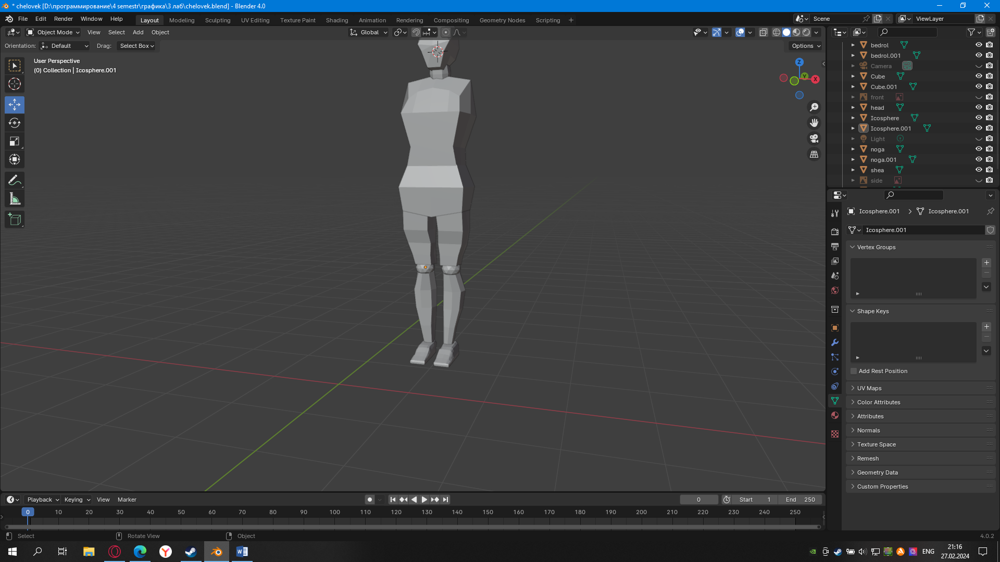 * chelovek [D:\программирование\4 semestr\графика\3 лаб\chelovek.blend] - Blender 4.0
File Edit Render Window Help Layout Modeling Sculpting UV Editing Texture Paint Shading Animation Rendering Compositing Geometry Nodes Scripting + Scene ViewLayer
Object Mode View Select Add Object Global
Orientation: Default Drag: Select Box Options
User Perspective
(0) Collection | Icosphere.001
Z
Y
X
bedrol
bedrol.001
Camera
Cube
Cube.001
front
head
Icosphere
Icosphere.001
Light
noga
noga.001
shea
side
Icosphere.001 > Icosphere.001
Icosphere.001
Vertex Groups
Shape Keys
Add Rest Position
UV Maps
Color Attributes
Attributes
Normals
Texture Space
Remesh
Geometry Data
Custom Properties
Playback Keying View Marker 0 Start 1 End 250
0 10 20 30 40 50 60 70 80 90 100 110 120 130 140 150 160 170 180 190 200 210 220 230 240 250
Select Rotate View Object 4.0.2
ENG 21:16
27.02.2024